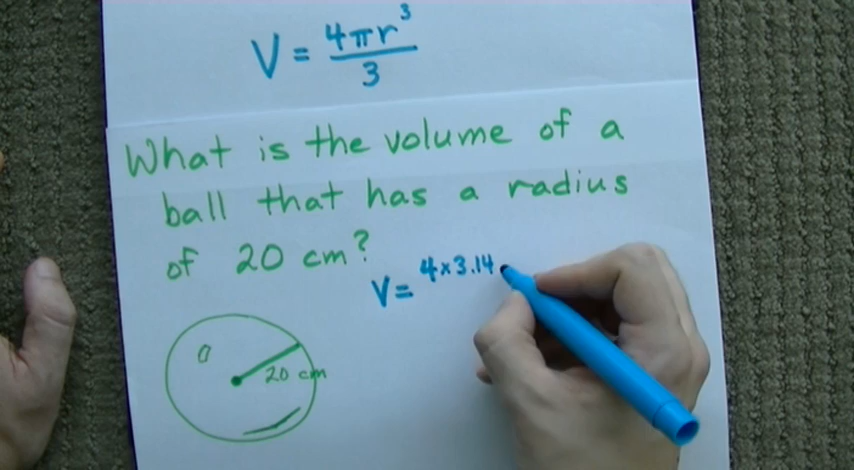 V = 4πr³/3
What is the volume of a
ball that has a radius
of 20 cm?
V= 4×3.14
20 cm